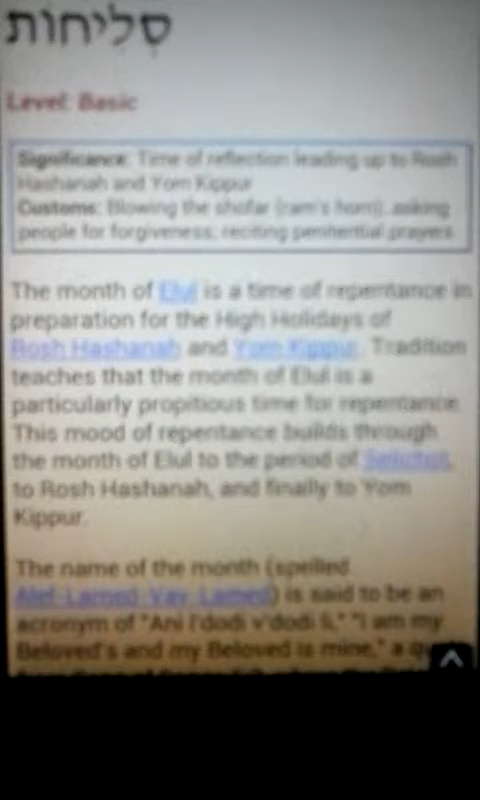 סְלִיחוֹת
Level: Basic
Significance: Time of reflection leading up to Rosh
Hashanah and Yom Kippur
Customs: Blowing the shofar (ram's horn); asking
people for forgiveness; reciting penitential prayers
The month of Elul is a time of repentance in
preparation for the High Holidays of
Rosh Hashanah and Yom Kippur. Tradition
teaches that the month of Elul is a
particularly propitious time for repentance.
This mood of repentance builds through
the month of Elul to the period of Selichot,
to Rosh Hashanah, and finally to Yom
Kippur.
The name of the month (spelled
Alef-Lamed-Vav-Lamed) is said to be an
acronym of "Ani l'dodi v'dodi li," "I am my
Beloved's and my Beloved is mine," a